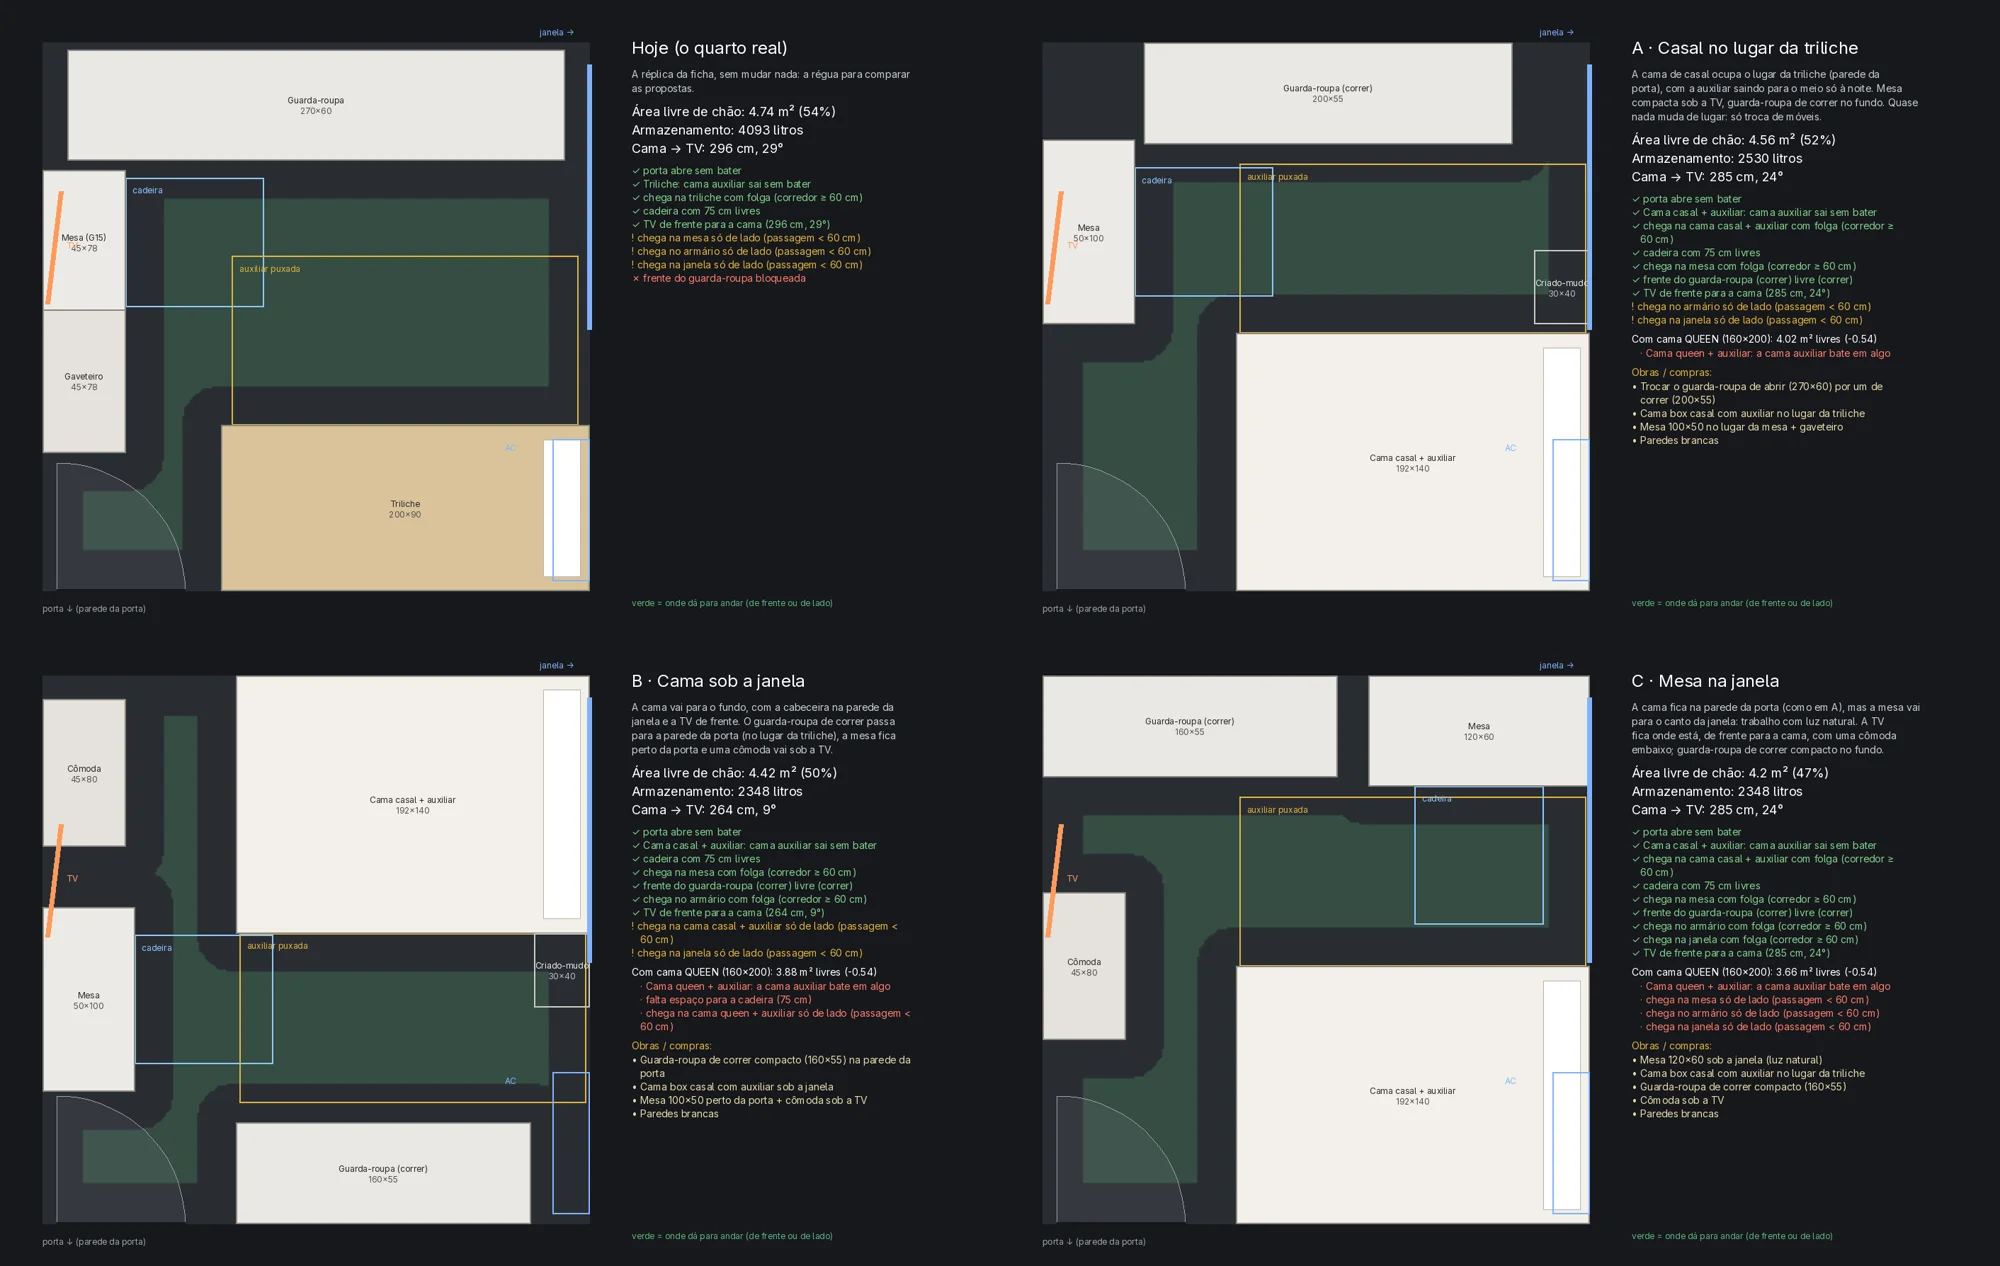 janela →
Guarda-roupa
270×60
cadeira
Mesa (G15)
45×78
auxiliar puxada
Gaveteiro
45×78
AC
Triliche
200×90
porta ↓ (parede da porta)
Hoje (o quarto real)
A réplica da ficha, sem mudar nada: a régua para comparar
as propostas.
Área livre de chão: 4.74 m² (54%)
Armazenamento: 4093 litros
Cama → TV: 296 cm, 29°
✓ porta abre sem bater
✓ Triliche: cama auxiliar sai sem bater
✓ chega na triliche com folga (corredor ≥ 60 cm)
✓ cadeira com 75 cm livres
✓ TV de frente para a cama (296 cm, 29°)
! chega na mesa só de lado (passagem < 60 cm)
! chega no armário só de lado (passagem < 60 cm)
! chega na janela só de lado (passagem < 60 cm)
× frente do guarda-roupa bloqueada
verde = onde dá para andar (de frente ou de lado)
janela →
Guarda-roupa (correr)
200×55
cadeira
auxiliar puxada
Mesa
50×100
TV
Criado-mudo
30×40
AC
Cama casal + auxiliar
192×140
porta ↓ (parede da porta)
A · Casal no lugar da triliche
A cama de casal ocupa o lugar da triliche (parede da
porta), com a auxiliar saindo para o meio só à noite. Mesa
compacta sob a TV, guarda-roupa de correr no fundo. Quase
nada muda de lugar: só troca de móveis.
Área livre de chão: 4.56 m² (52%)
Armazenamento: 2530 litros
Cama → TV: 285 cm, 24°
✓ porta abre sem bater
✓ Cama casal + auxiliar: cama auxiliar sai sem bater
✓ chega na cama casal + auxiliar com folga (corredor ≥
60 cm)
✓ cadeira com 75 cm livres
✓ chega na mesa com folga (corredor ≥ 60 cm)
✓ frente do guarda-roupa (correr) livre (correr)
✓ TV de frente para a cama (285 cm, 24°)
! chega no armário só de lado (passagem < 60 cm)
! chega na janela só de lado (passagem < 60 cm)
Com cama QUEEN (160×200): 4.02 m² livres (-0.54)
· Cama queen + auxiliar: a cama auxiliar bate em algo
Obras / compras:
• Trocar o guarda-roupa de abrir (270×60) por um de
correr (200×55)
• Cama box casal com auxiliar no lugar da triliche
• Mesa 100×50 no lugar da mesa + gaveteiro
• Paredes brancas
verde = onde dá para andar (de frente ou de lado)
janela →
Cômoda
45×80
Cama casal + auxiliar
192×140
TV
cadeira
auxiliar puxada
Criado-mudo
30×40
Mesa
50×100
AC
Guarda-roupa (correr)
160×55
porta ↓ (parede da porta)
B · Cama sob a janela
A cama vai para o fundo, com a cabeceira na parede da
janela e a TV de frente. O guarda-roupa de correr passa
para a parede da porta (no lugar da triliche), a mesa fica
perto da porta e uma cômoda vai sob a TV.
Área livre de chão: 4.42 m² (50%)
Armazenamento: 2348 litros
Cama → TV: 264 cm, 9°
✓ porta abre sem bater
✓ Cama casal + auxiliar: cama auxiliar sai sem bater
✓ cadeira com 75 cm livres
✓ chega na mesa com folga (corredor ≥ 60 cm)
✓ frente do guarda-roupa (correr) livre (correr)
✓ chega no armário com folga (corredor ≥ 60 cm)
✓ TV de frente para a cama (264 cm, 9°)
! chega na cama casal + auxiliar só de lado (passagem <
60 cm)
! chega na janela só de lado (passagem < 60 cm)
Com cama QUEEN (160×200): 3.88 m² livres (-0.54)
· Cama queen + auxiliar: a cama auxiliar bate em algo
· falta espaço para a cadeira (75 cm)
· chega na cama queen + auxiliar só de lado (passagem <
60 cm)
Obras / compras:
• Guarda-roupa de correr compacto (160×55) na parede da
porta
• Cama box casal com auxiliar sob a janela
• Mesa 100×50 perto da porta + cômoda sob a TV
• Paredes brancas
verde = onde dá para andar (de frente ou de lado)
janela →
Guarda-roupa (correr)
160×55
Mesa
120×60
cadeira
auxiliar puxada
TV
Cômoda
45×80
AC
Cama casal + auxiliar
192×140
porta ↓ (parede da porta)
C · Mesa na janela
A cama fica na parede da porta (como em A), mas a mesa vai
para o canto da janela: trabalho com luz natural. A TV
fica onde está, de frente para a cama, com uma cômoda
embaixo; guarda-roupa de correr compacto no fundo.
Área livre de chão: 4.2 m² (47%)
Armazenamento: 2348 litros
Cama → TV: 285 cm, 24°
✓ porta abre sem bater
✓ Cama casal + auxiliar: cama auxiliar sai sem bater
✓ chega na cama casal + auxiliar com folga (corredor ≥
60 cm)
✓ cadeira com 75 cm livres
✓ chega na mesa com folga (corredor ≥ 60 cm)
✓ frente do guarda-roupa (correr) livre (correr)
✓ chega no armário com folga (corredor ≥ 60 cm)
✓ chega na janela com folga (corredor ≥ 60 cm)
✓ TV de frente para a cama (285 cm, 24°)
Com cama QUEEN (160×200): 3.66 m² livres (-0.54)
· Cama queen + auxiliar: a cama auxiliar bate em algo
· chega na mesa só de lado (passagem < 60 cm)
· chega no armário só de lado (passagem < 60 cm)
· chega na janela só de lado (passagem < 60 cm)
Obras / compras:
• Mesa 120×60 sob a janela (luz natural)
• Cama box casal com auxiliar no lugar da triliche
• Guarda-roupa de correr compacto (160×55)
• Cômoda sob a TV
• Paredes brancas
verde = onde dá para andar (de frente ou de lado)